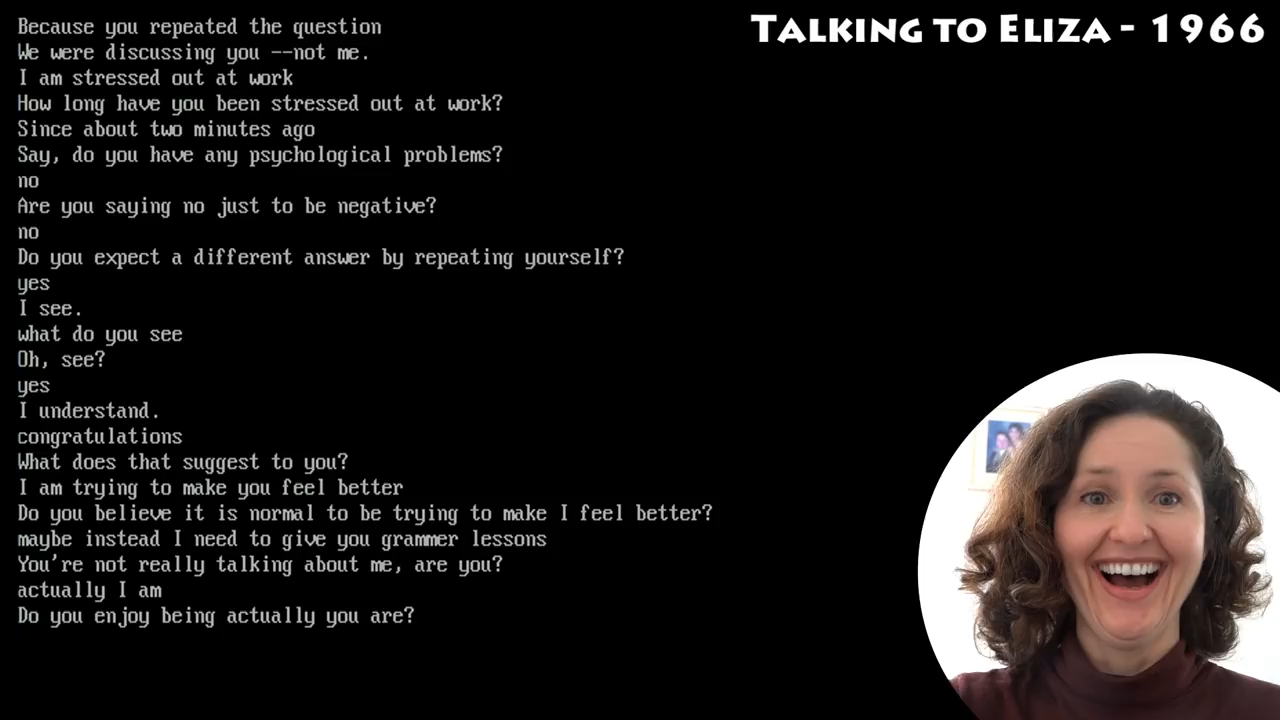 Because you repeated the question
We were discussing you --not me.
I am stressed out at work
How long have you been stressed out at work?
Since about two minutes ago
Say, do you have any psychological problems?
no
Are you saying no just to be negative?
no
Do you expect a different answer by repeating yourself?
yes
I see.
what do you see
Oh, see?
yes
I understand.
congratulations
What does that suggest to you?
I am trying to make you feel better
Do you believe it is normal to be trying to make I feel better?
maybe instead I need to give you grammer lessons
You're not really talking about me, are you?
actually I am
Do you enjoy being actually you are?
Talking to Eliza - 1966